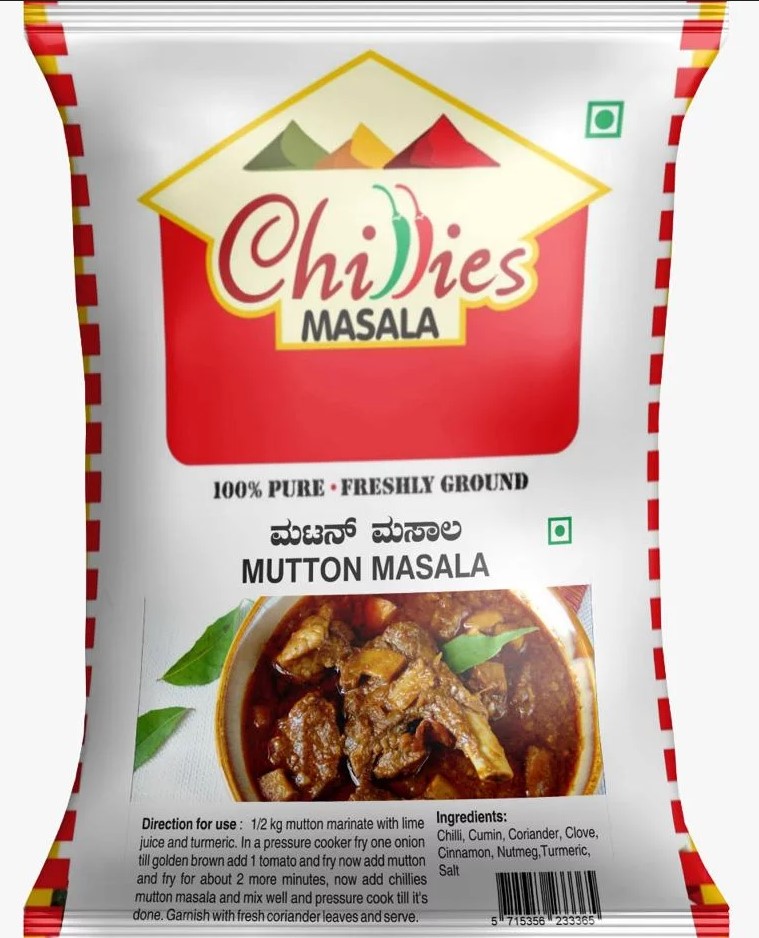 Chillies
MASALA
100% PURE • FRESHLY GROUND
ಮಟನ್ ಮಸಾಲ
MUTTON MASALA
Direction for use : 1/2 kg mutton marinate with lime
juice and turmeric. In a pressure cooker fry one onion
till golden brown add 1 tomato and fry now add mutton
and fry for about 2 more minutes, now add chillies
mutton masala and mix well and pressure cook till it's
done. Garnish with fresh coriander leaves and serve.
Ingredients:
Chilli, Cumin, Coriander, Clove,
Cinnamon, Nutmeg,Turmeric,
Salt
5 715356 233365